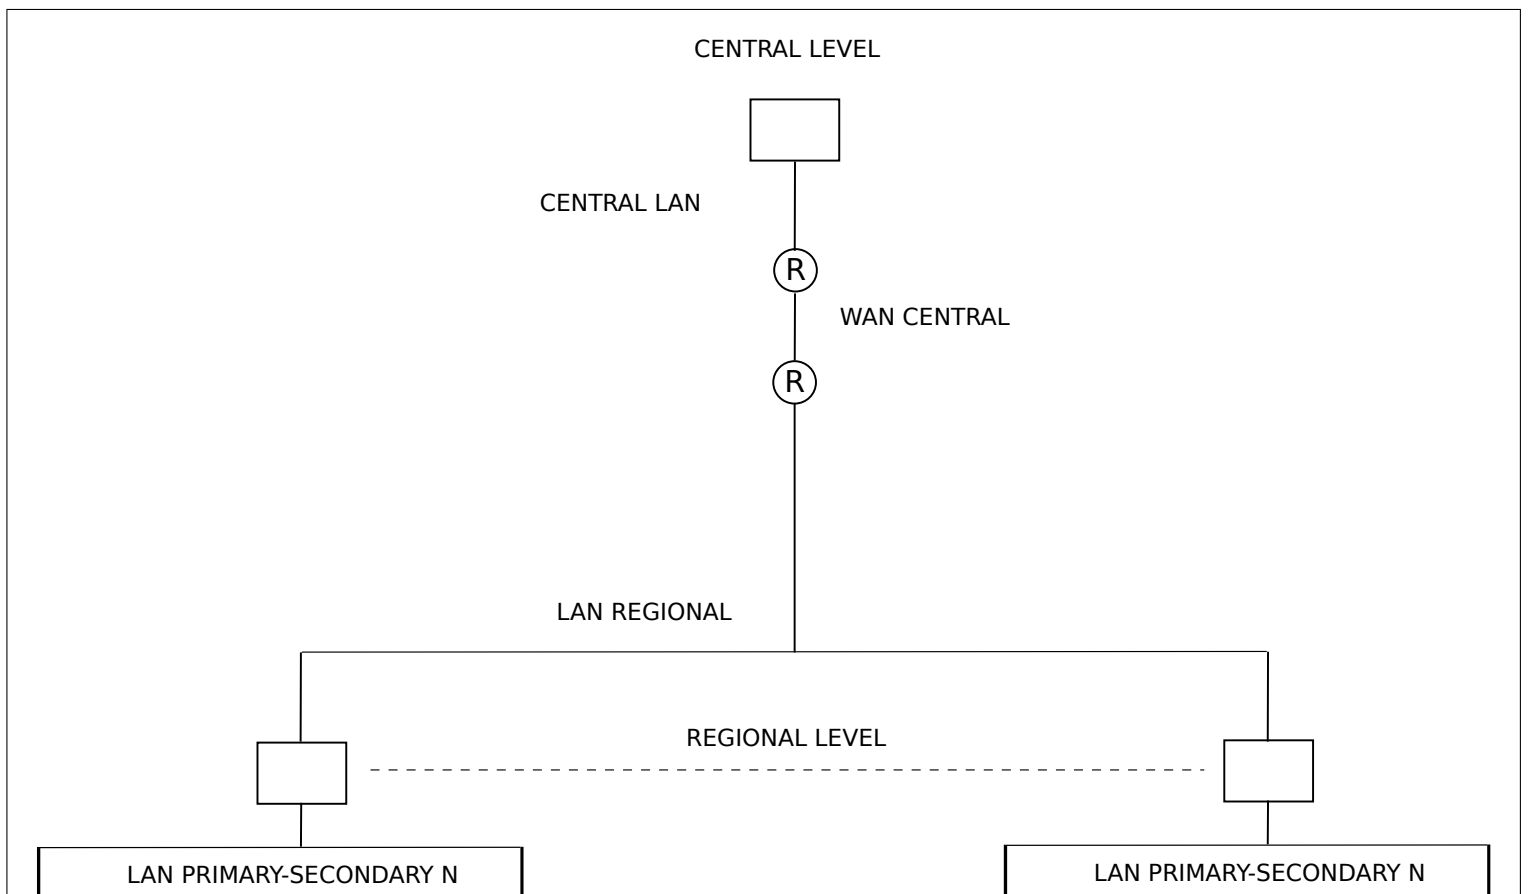 CENTRAL LEVEL
CENTRAL LAN
R
WAN CENTRAL
R
LAN REGIONAL
REGIONAL LEVEL
LAN PRIMARY-SECONDARY N
LAN PRIMARY-SECONDARY N